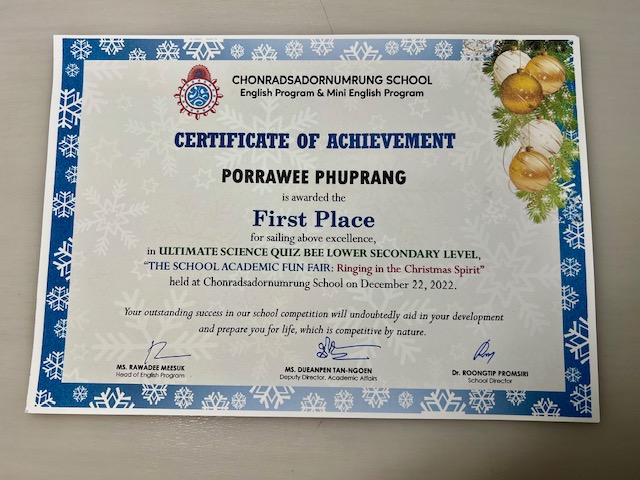 CHONRADSADORNUMRUNG SCHOOL
English Program & Mini English Program
CERTIFICATE OF ACHIEVEMENT
PORRAWEE PHUPRANG
is awarded the
First Place
for sailing above excellence,
in ULTIMATE SCIENCE QUIZ BEE LOWER SECONDARY LEVEL,
"THE SCHOOL ACADEMIC FUN FAIR: Ringing in the Christmas Spirit"
held at Chonradsadornumrung School on December 22, 2022.
Your outstanding success in our school competition will undoubtedly aid in your development
and prepare you for life, which is competitive by nature.
MS. RAWADEE MEESUK
Head of English Program
MS. DUEANPEN TAN-NGOEN
Deputy Director, Academic Affairs
Dr. ROONGTIP PROMSIRI
School Director